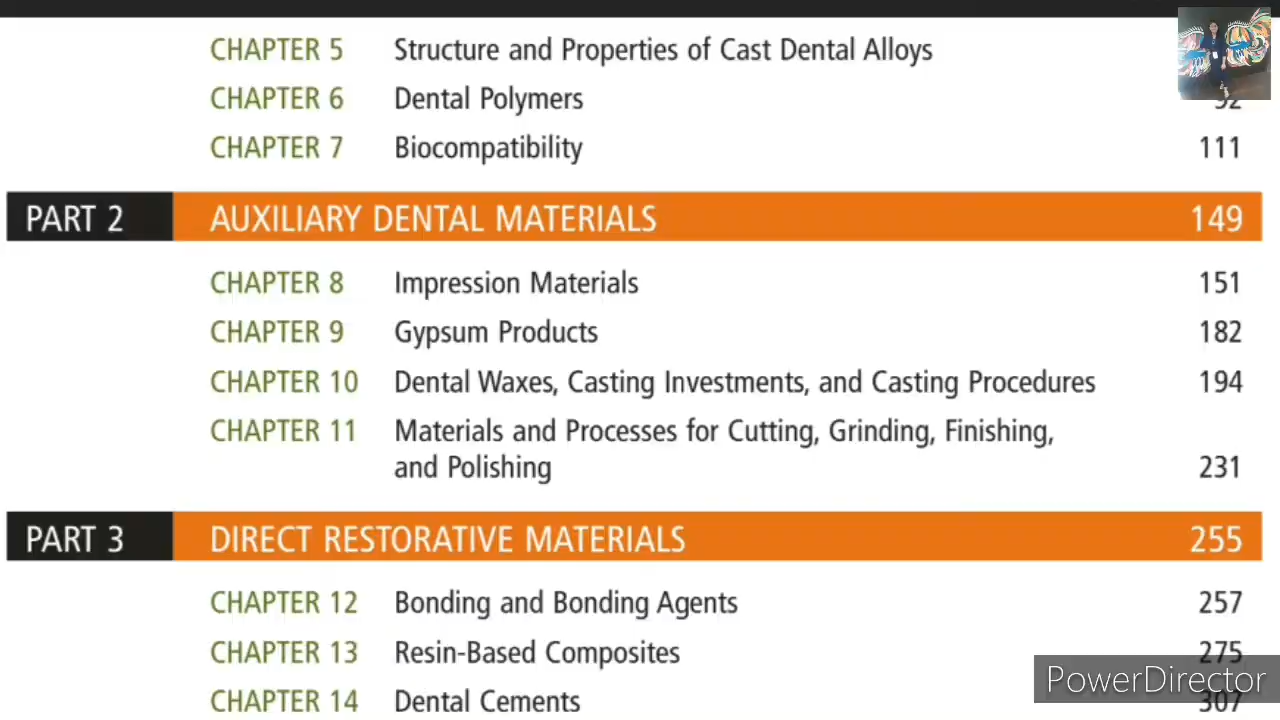 CHAPTER 5 Structure and Properties of Cast Dental Alloys
CHAPTER 6 Dental Polymers 92
CHAPTER 7 Biocompatibility 111
PART 2 AUXILIARY DENTAL MATERIALS 149
CHAPTER 8 Impression Materials 151
CHAPTER 9 Gypsum Products 182
CHAPTER 10 Dental Waxes, Casting Investments, and Casting Procedures 194
CHAPTER 11 Materials and Processes for Cutting, Grinding, Finishing,
and Polishing 231
PART 3 DIRECT RESTORATIVE MATERIALS 255
CHAPTER 12 Bonding and Bonding Agents 257
CHAPTER 13 Resin-Based Composites 275
CHAPTER 14 Dental Cements 307
PowerDirector